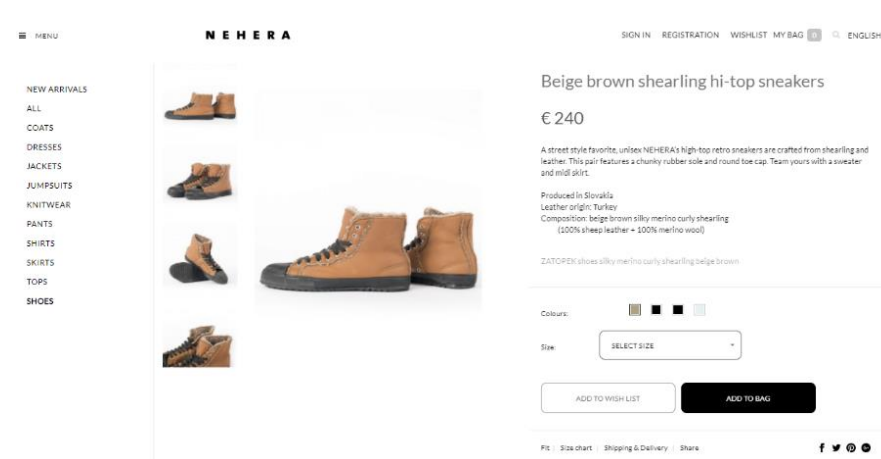 MENU
NEHERA
SIGN IN REGISTRATION WISHLIST MY BAG 0 ENGLISH
NEW ARRIVALS
ALL
COATS
DRESSES
JACKETS
JUMPSUITS
KNITWEAR
PANTS
SHIRTS
SKIRTS
TOPS
SHOES
Beige brown shearling hi-top sneakers
€ 240
A street style favorite, unisex NEHERA's high-top retro sneakers are crafted from shearling and
leather. This pair features a chunky rubber sole and round toe cap. Team yours with a sweater
and midi skirt.
Produced in Slovakia
Leather origin: Turkey
Composition: beige brown silky merino curly shearling
(100% sheep leather + 100% merino wool)
ZATOPEK shoes silky merino curly shearling beige brown
Colours:
Size: SELECT SIZE
ADD TO WISH LIST ADD TO BAG
Fit | Size chart | Shipping & Delivery | Share